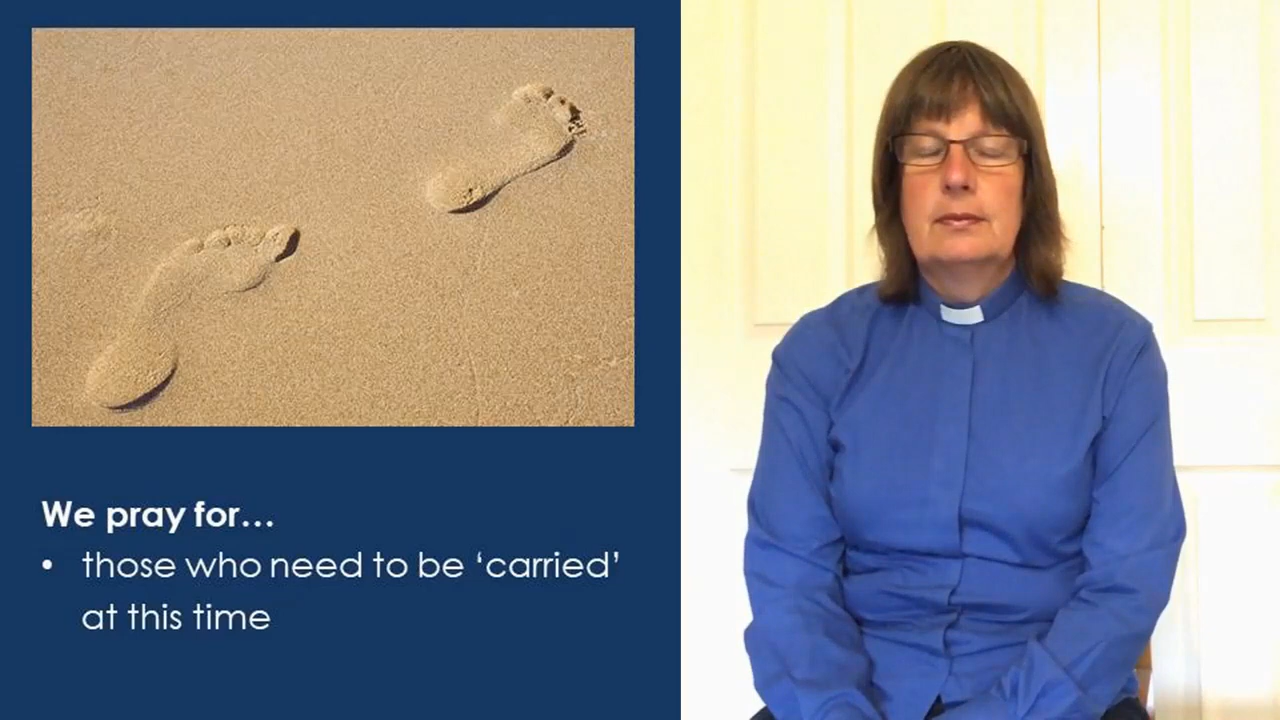 We pray for…
• those who need to be ‘carried’
at this time